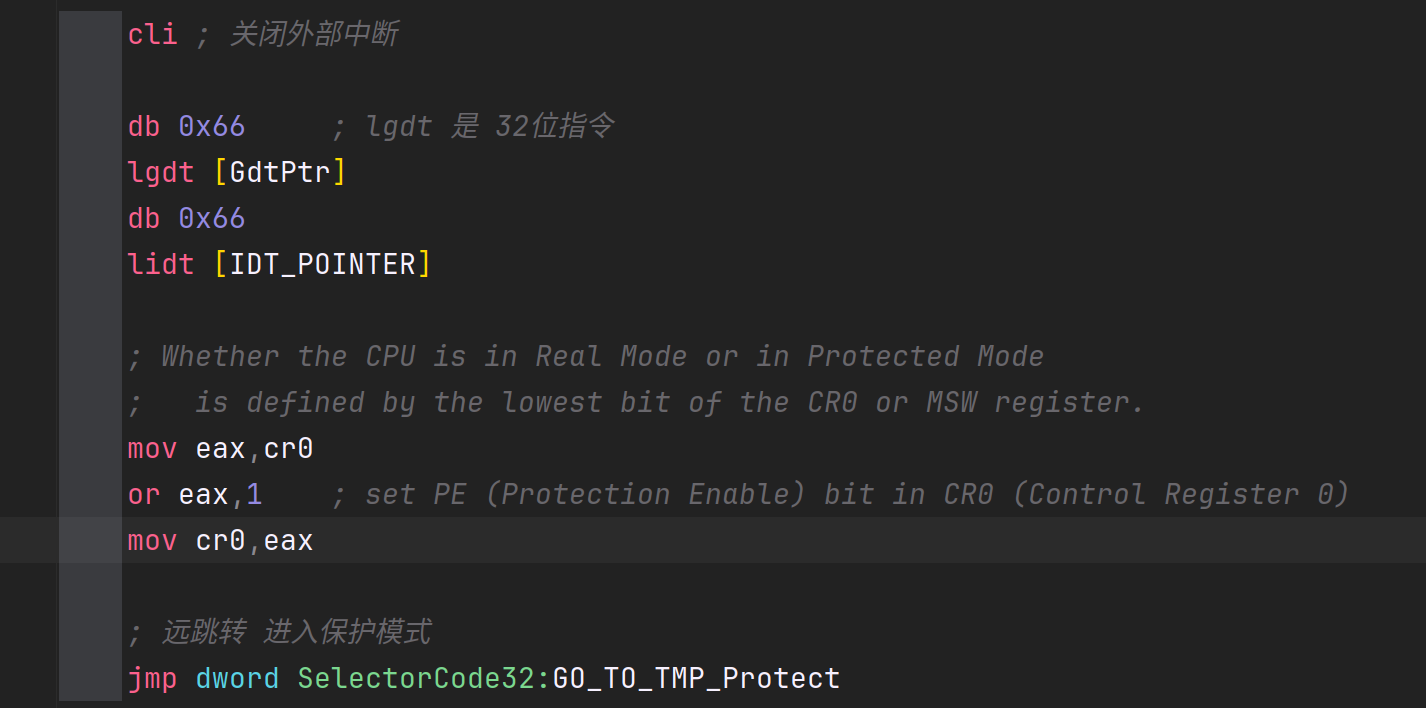 cli ; 关闭外部中断
db 0x66 ; lgdt 是 32位指令
lgdt [GdtPtr]
db 0x66
lidt [IDT_POINTER]
; Whether the CPU is in Real Mode or in Protected Mode
; is defined by the lowest bit of the CR0 or MSW register.
mov eax,cr0
or eax,1 ; set PE (Protection Enable) bit in CR0 (Control Register 0)
mov cr0,eax
; 远跳转 进入保护模式
jmp dword SelectorCode32:GO_TO_TMP_Protect